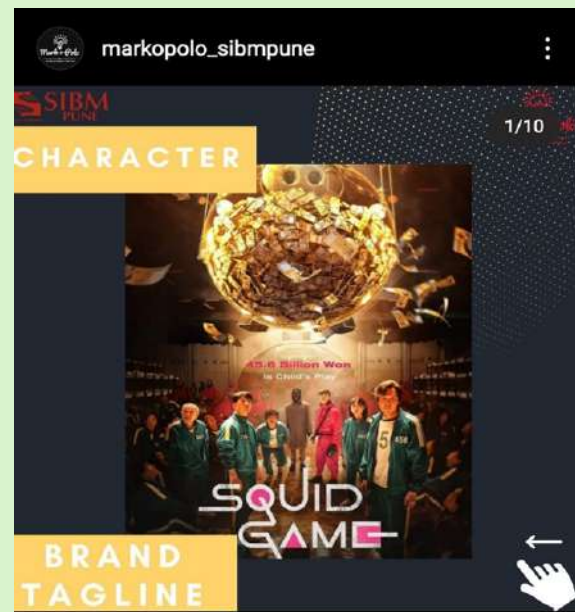 markopolo_sibmpune
SIBM
PUNE
1/10
CHARACTER
45.6 Billion Won
Is Child's Play
SQUID
GAME
BRAND
TAGLINE